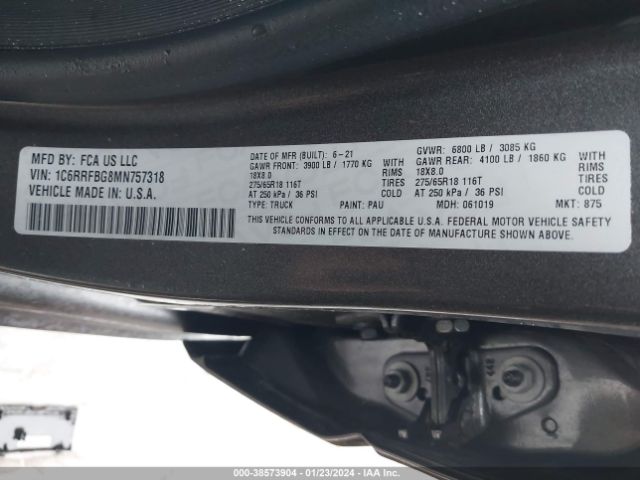 MFD BY: FCA US LLC
VIN: 1C6RRFBG8MN757318
VEHICLE MADE IN U.S.A.
DATE OF MFR (BUILT): 6-21
GVWR: 6800 LB / 3085 KG
GAWR FRONT: 3900 LB / 1770 KG WITH
GAWR REAR: 4100 LB / 1860 KG WITH
18X8.0 RIMS 18X8.0 RIMS
275/65R18 116T TIRES 275/65R18 116T TIRES
AT 250 kPa / 36 PSI COLD AT 250 kPa / 36 PSI COLD
TYPE: TRUCK PAINT: PAU MDH: 061019 MKT: 875
THIS VEHICLE CONFORMS TO ALL APPLICABLE U.S.A. FEDERAL MOTOR VEHICLE SAFETY
STANDARDS IN EFFECT ON THE DATE OF MANUFACTURE SHOWN ABOVE.
448
000-38573904 - 01/23/2024 - IAA Inc.